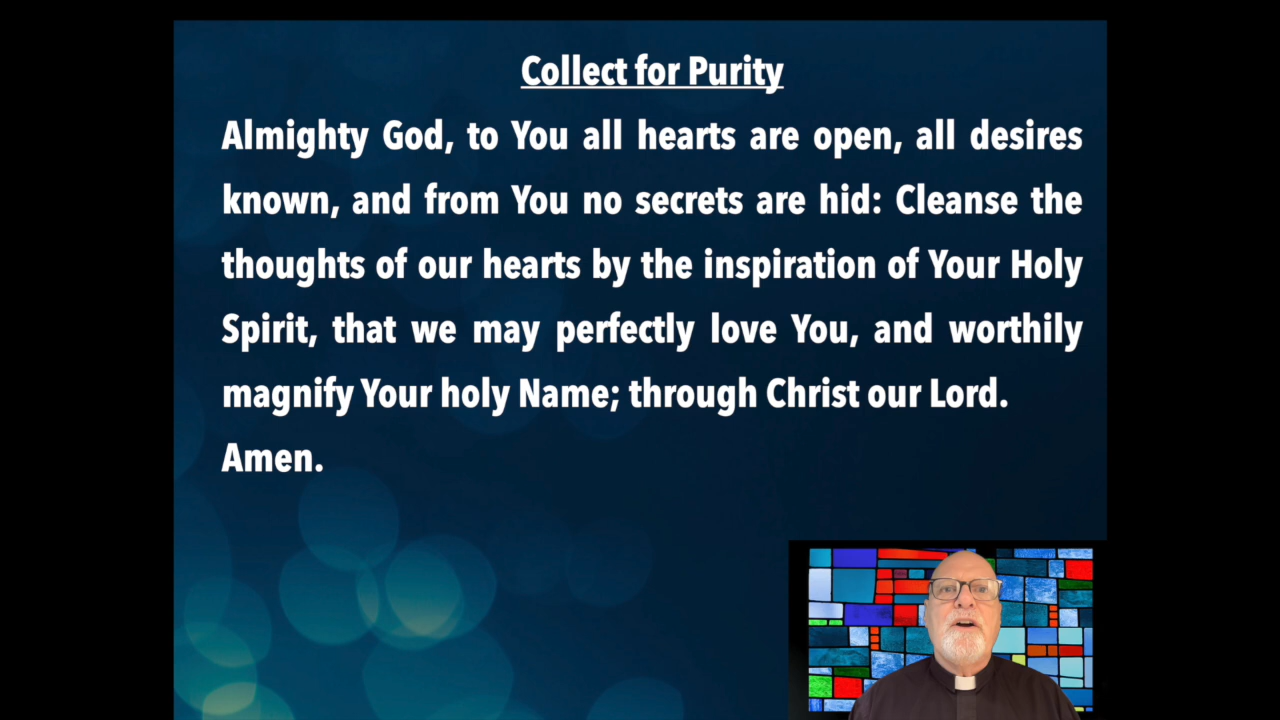 Collect for Purity
Almighty God, to You all hearts are open, all desires
known, and from You no secrets are hid: Cleanse the
thoughts of our hearts by the inspiration of Your Holy
Spirit, that we may perfectly love You, and worthily
magnify Your holy Name; through Christ our Lord.
Amen.